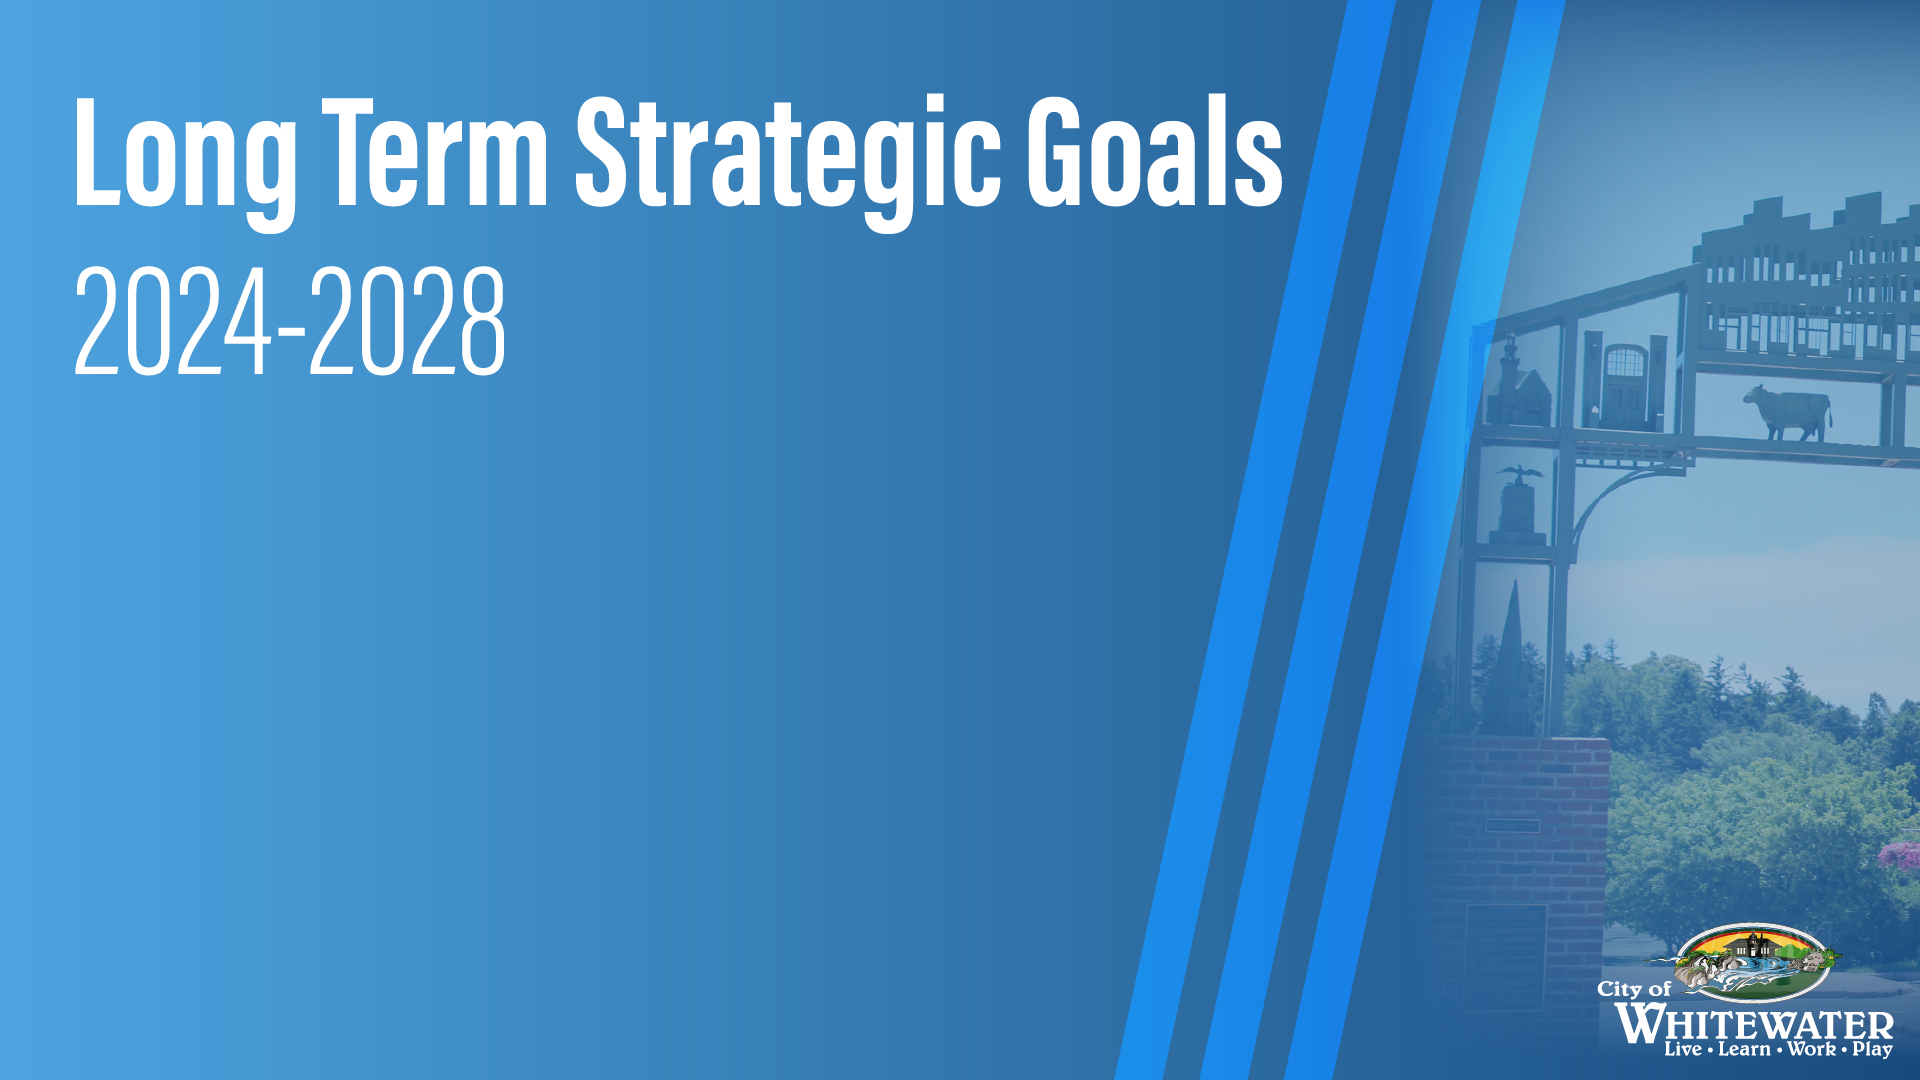 Long Term Strategic Goals
2024-2028
City of
WHITEWATER
Live • Learn • Work • Play